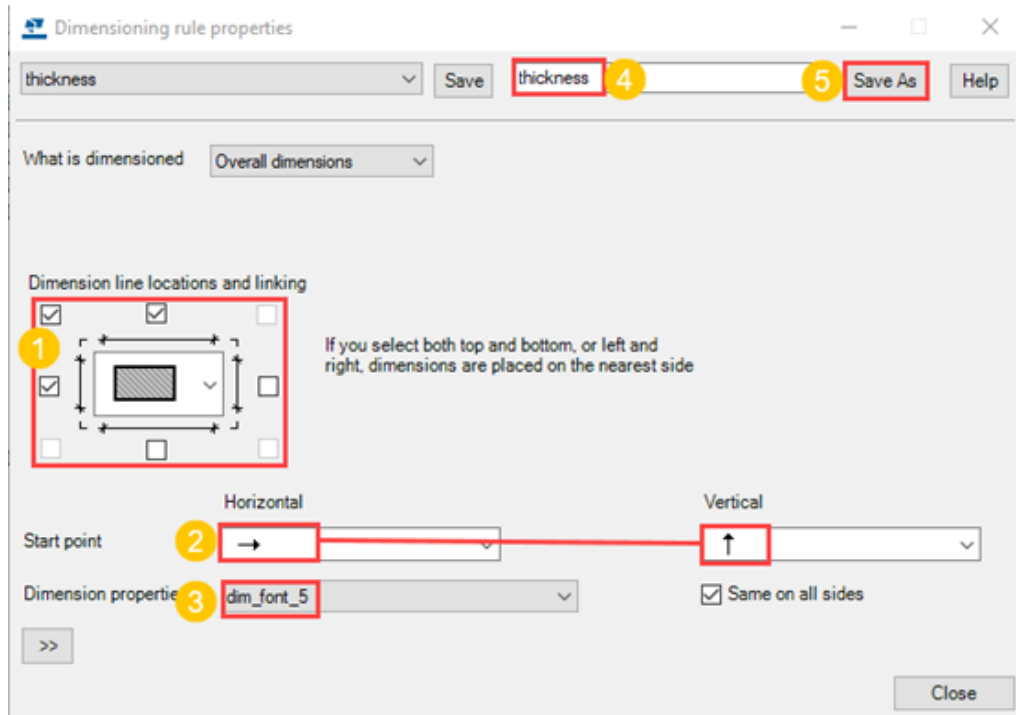 Dimensioning rule properties
thickness Save thickness 4 5 Save As Help
What is dimensioned Overall dimensions
Dimension line locations and linking
1
If you select both top and bottom, or left and
right, dimensions are placed on the nearest side
Horizontal Vertical
Start point 2
Dimension propertie 3 dim_font_5 Same on all sides
>>
Close